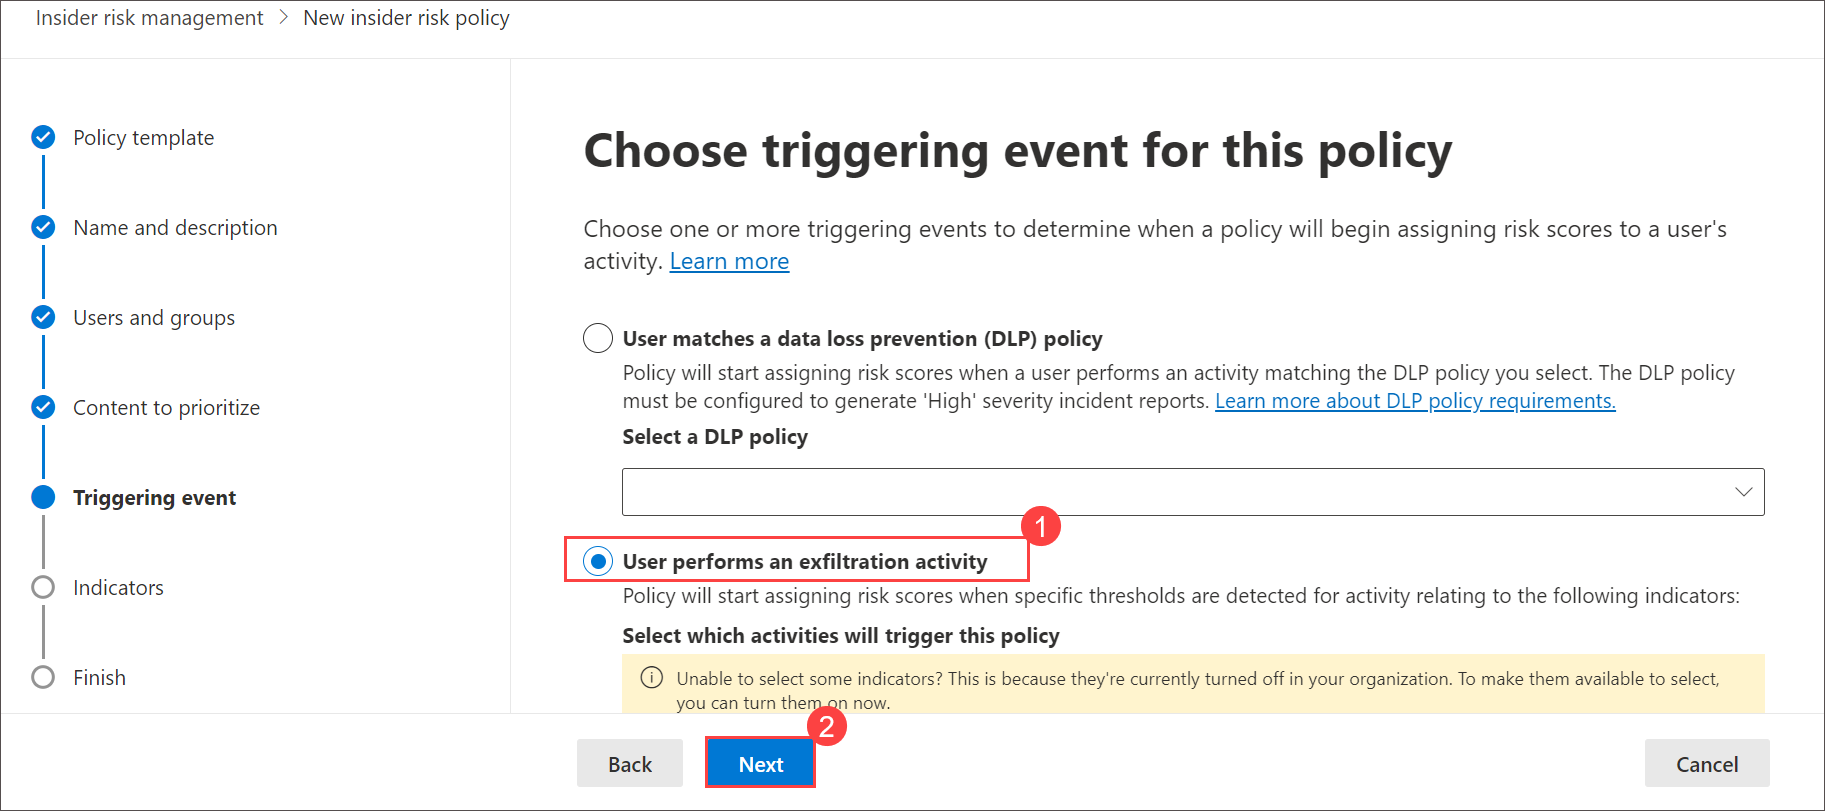 Insider risk management > New insider risk policy
Policy template
Name and description
Users and groups
Content to prioritize
Triggering event
Indicators
Finish
Choose triggering event for this policy
Choose one or more triggering events to determine when a policy will begin assigning risk scores to a user's
activity. Learn more
User matches a data loss prevention (DLP) policy
Policy will start assigning risk scores when a user performs an activity matching the DLP policy you select. The DLP policy
must be configured to generate 'High' severity incident reports. Learn more about DLP policy requirements.
Select a DLP policy
1
User performs an exfiltration activity
Policy will start assigning risk scores when specific thresholds are detected for activity relating to the following indicators:
Select which activities will trigger this policy
Unable to select some indicators? This is because they're currently turned off in your organization. To make them available to select,
you can turn them on now.
2
Back
Next
Cancel